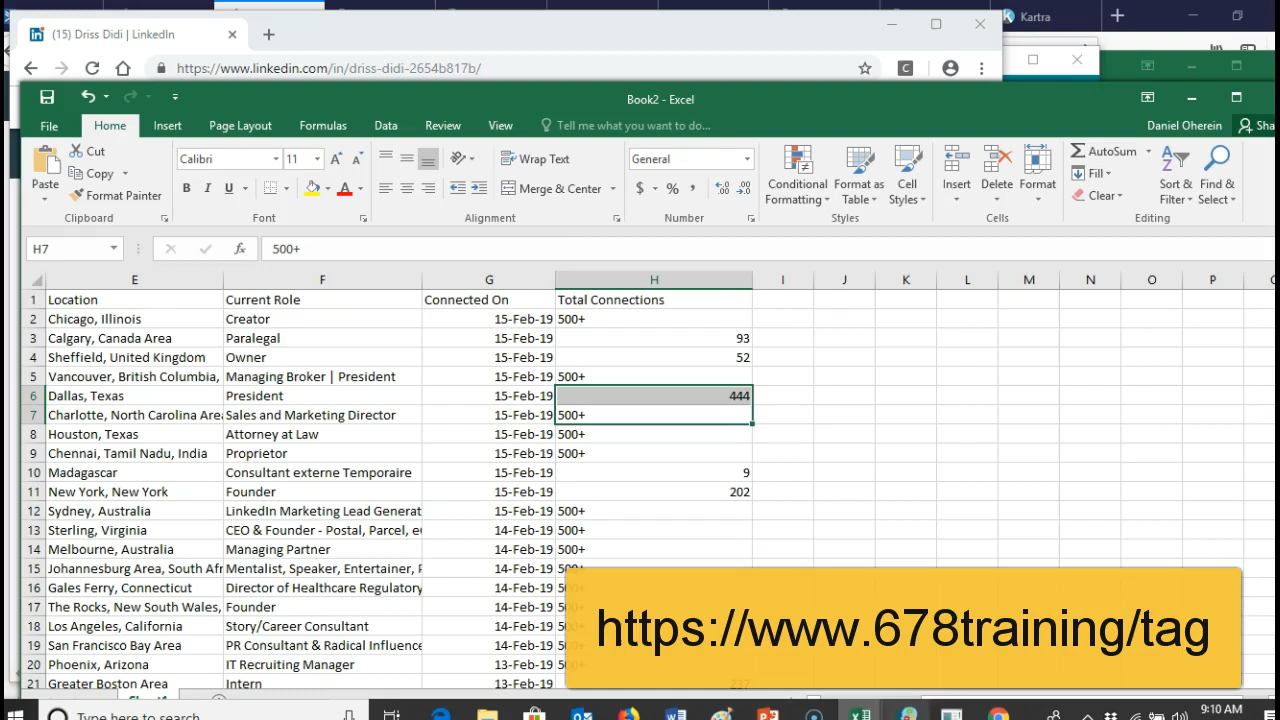 Kartra
(15) Driss Didi | LinkedIn
https://www.linkedin.com/in/driss-didi-2654b817b/
Book2 - Excel
File Home Insert Page Layout Formulas Data Review View Tell me what you want to do... Daniel Oherein Sha
Paste Cut Copy Format Painter Clipboard
Calibri 11 B I U A Font
Wrap Text Merge & Center Alignment
General $ % Number
Conditional Formatting Format as Table Cell Styles Styles
Insert Delete Format Cells
AutoSum Fill Clear Sort & Filter Find & Select Editing
H7 fx 500+
E F G H I J K L M N O P
1 Location Current Role Connected On Total Connections
2 Chicago, Illinois Creator 15-Feb-19 500+
3 Calgary, Canada Area Paralegal 15-Feb-19 93
4 Sheffield, United Kingdom Owner 15-Feb-19 52
5 Vancouver, British Columbia, Managing Broker | President 15-Feb-19 500+
6 Dallas, Texas President 15-Feb-19 444
7 Charlotte, North Carolina Area Sales and Marketing Director 15-Feb-19 500+
8 Houston, Texas Attorney at Law 15-Feb-19 500+
9 Chennai, Tamil Nadu, India Proprietor 15-Feb-19 500+
10 Madagascar Consultant externe Temporaire 15-Feb-19 9
11 New York, New York Founder 15-Feb-19 202
12 Sydney, Australia LinkedIn Marketing Lead Generat 15-Feb-19 500+
13 Sterling, Virginia CEO & Founder - Postal, Parcel, e 14-Feb-19 500+
14 Melbourne, Australia Managing Partner 14-Feb-19 500+
15 Johannesburg Area, South Afr Mentalist, Speaker, Entertainer, 14-Feb-19 500+
16 Gales Ferry, Connecticut Director of Healthcare Regulatory 14-Feb-19 500+
17 The Rocks, New South Wales, Founder 14-Feb-19 500+
18 Los Angeles, California Story/Career Consultant 14-Feb-19
19 San Francisco Bay Area PR Consultant & Radical Influence 14-Feb-19
20 Phoenix, Arizona IT Recruiting Manager 13-Feb-19 500+
21 Greater Boston Area Intern 13-Feb-19 237
https://www.678training/tag
Sheet1
Type here to search
9:10 AM